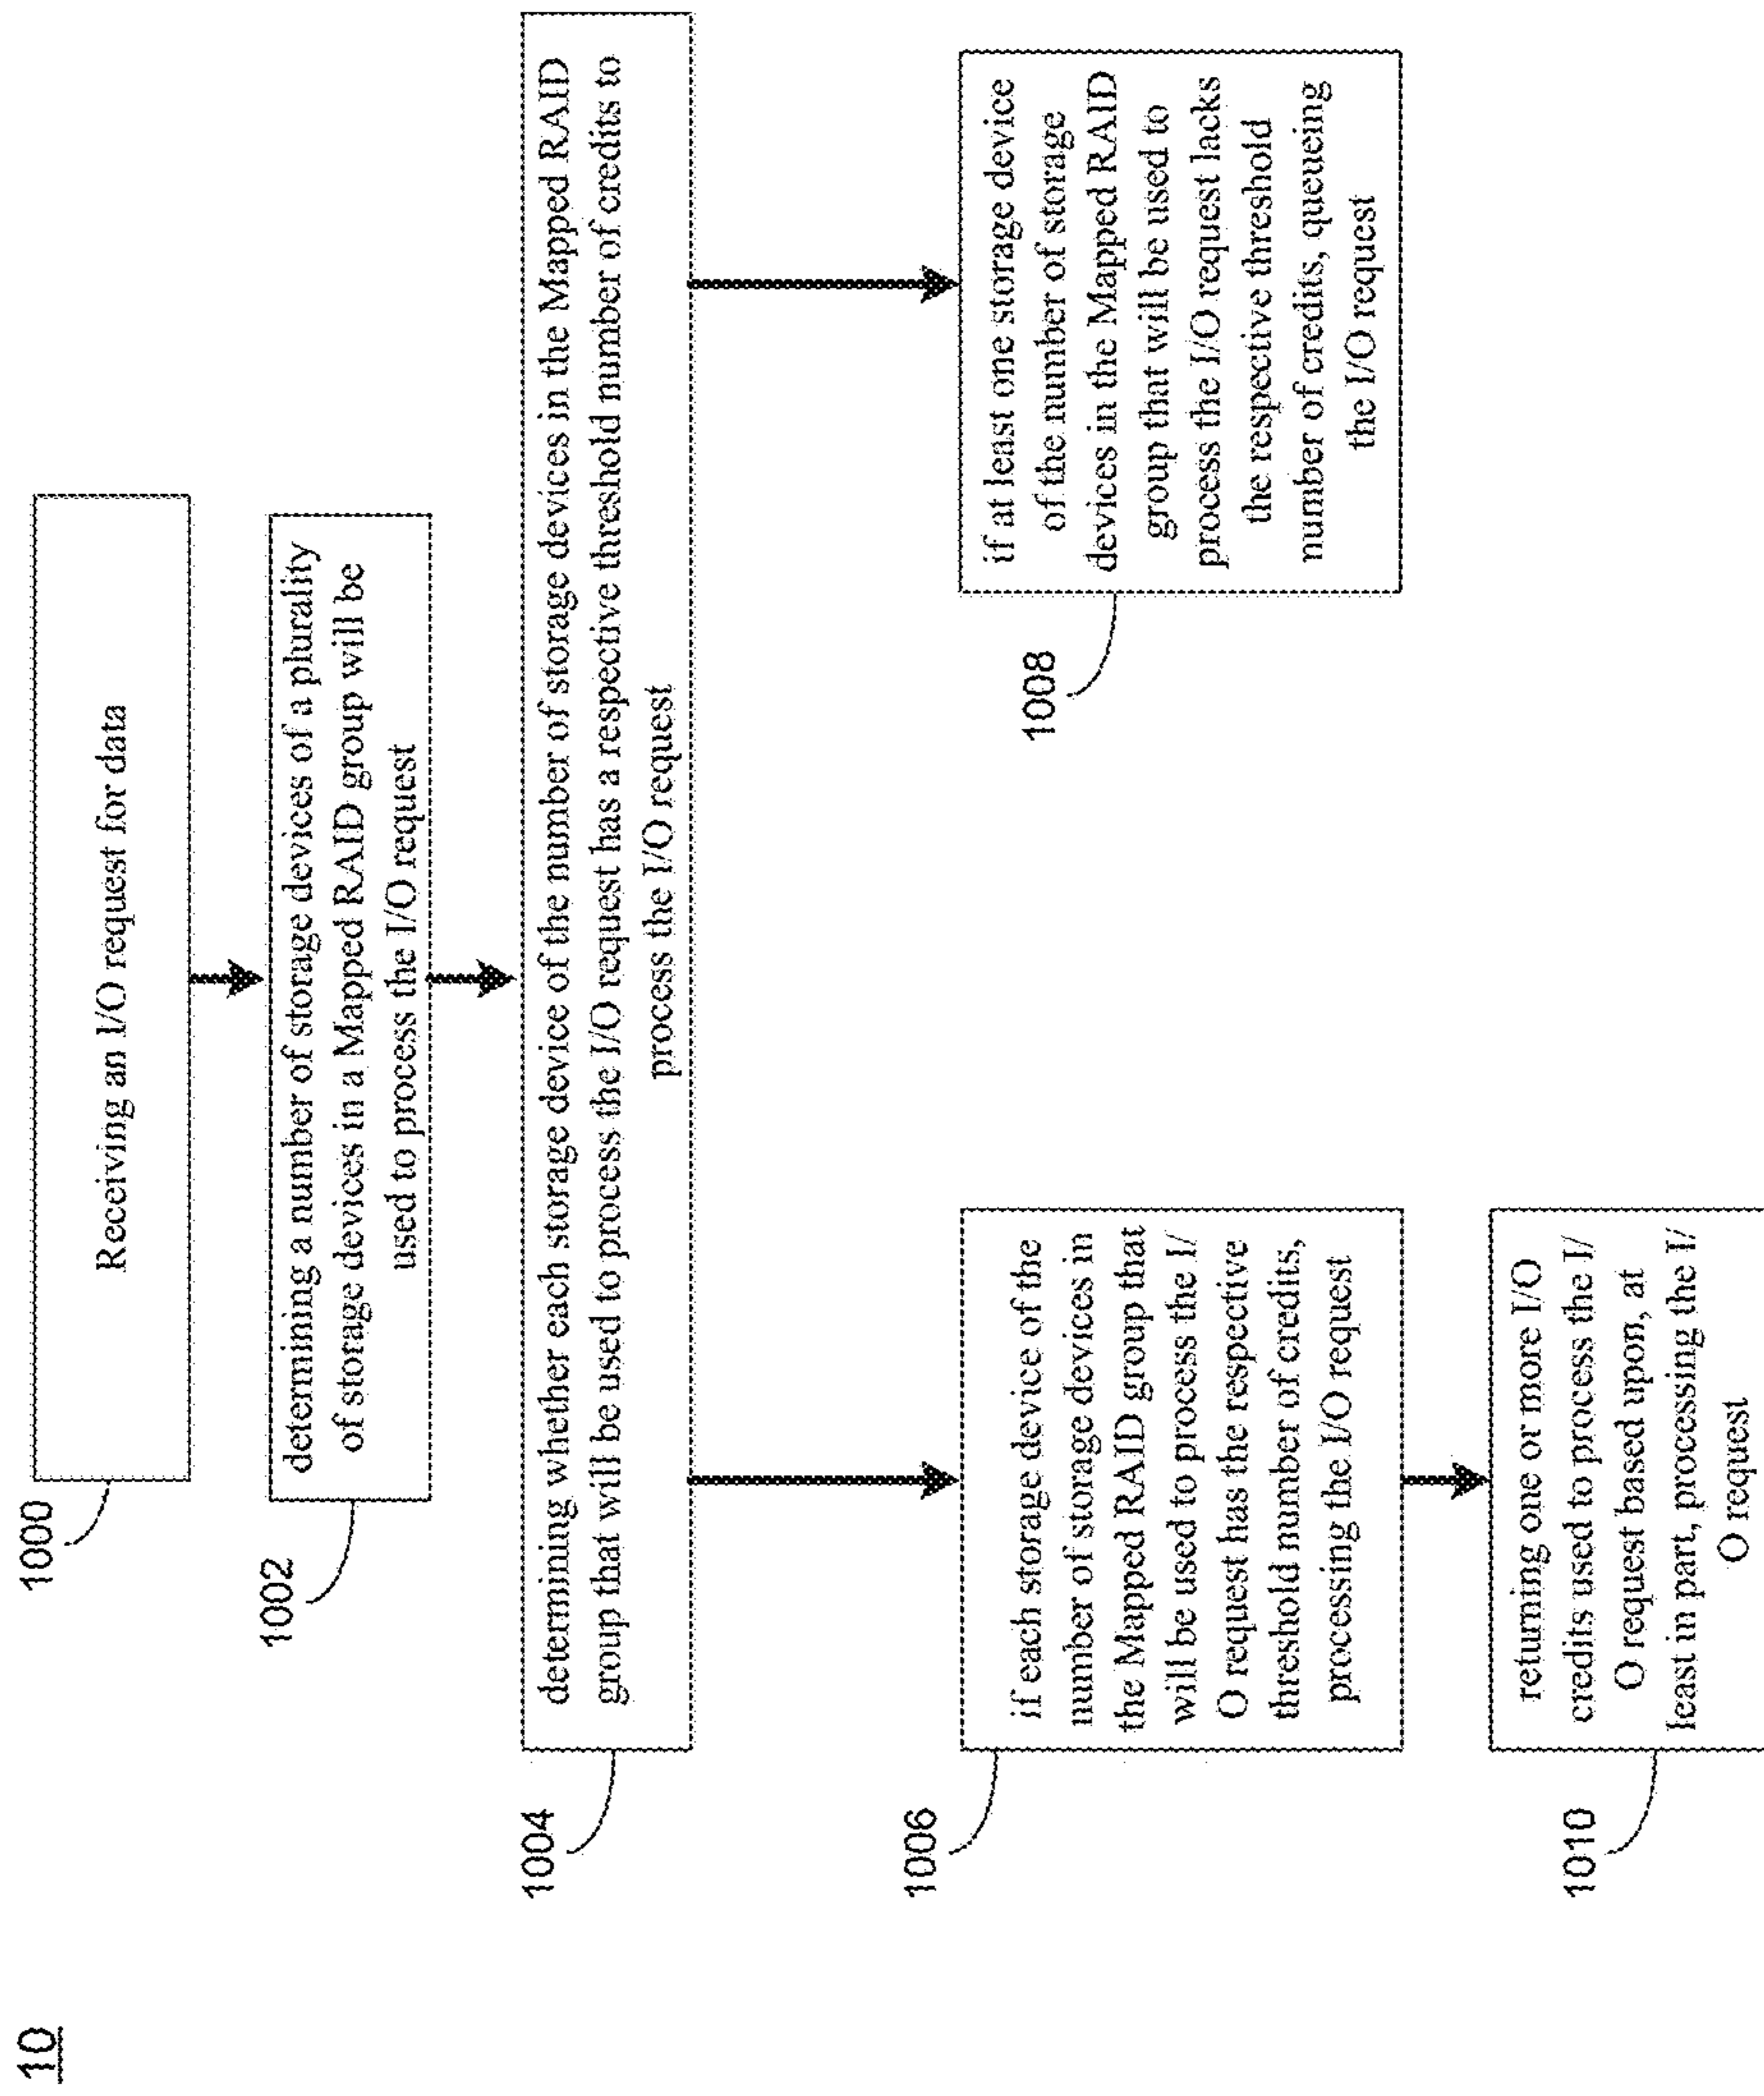 10
1000
Receiving an I/O request for data
1002
determining a number of storage devices of a plurality
of storage devices in a Mapped RAID group will be
used to process the I/O request
1004
determining whether each storage device of the number of storage devices in the Mapped RAID
group that will be used to process the I/O request has a respective threshold number of credits to
process the I/O request
1006
if each storage device of the
number of storage devices in
the Mapped RAID group that
will be used to process the I/
O request has the respective
threshold number of credits,
processing the I/O request
1008
if at least one storage device
of the number of storage
devices in the Mapped RAID
group that will be used to
process the I/O request lacks
the respective threshold
number of credits, queueing
the I/O request
1010
returning one or more I/O
credits used to process the I/
O request based upon, at
least in part, processing the I/
O request